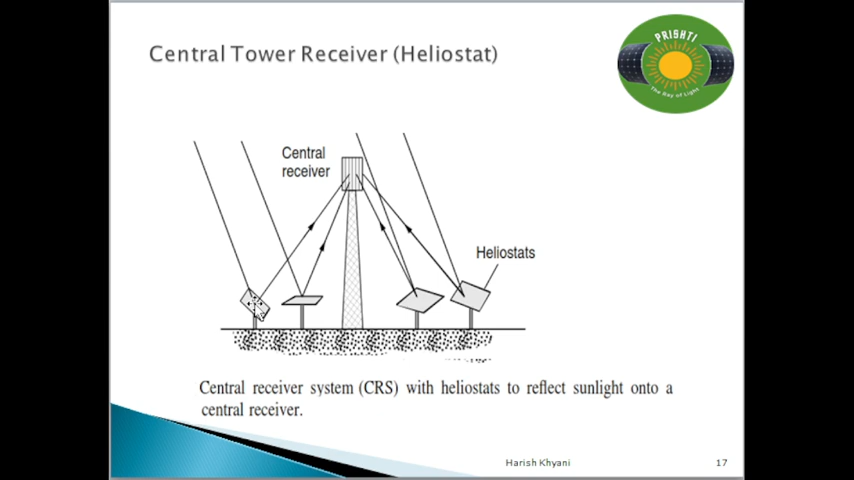 Central Tower Receiver (Heliostat)
PRISHTI
The Ray of Light
Central
receiver
Heliostats
Central receiver system (CRS) with heliostats to reflect sunlight onto a
central receiver.
Harish Khyani
17